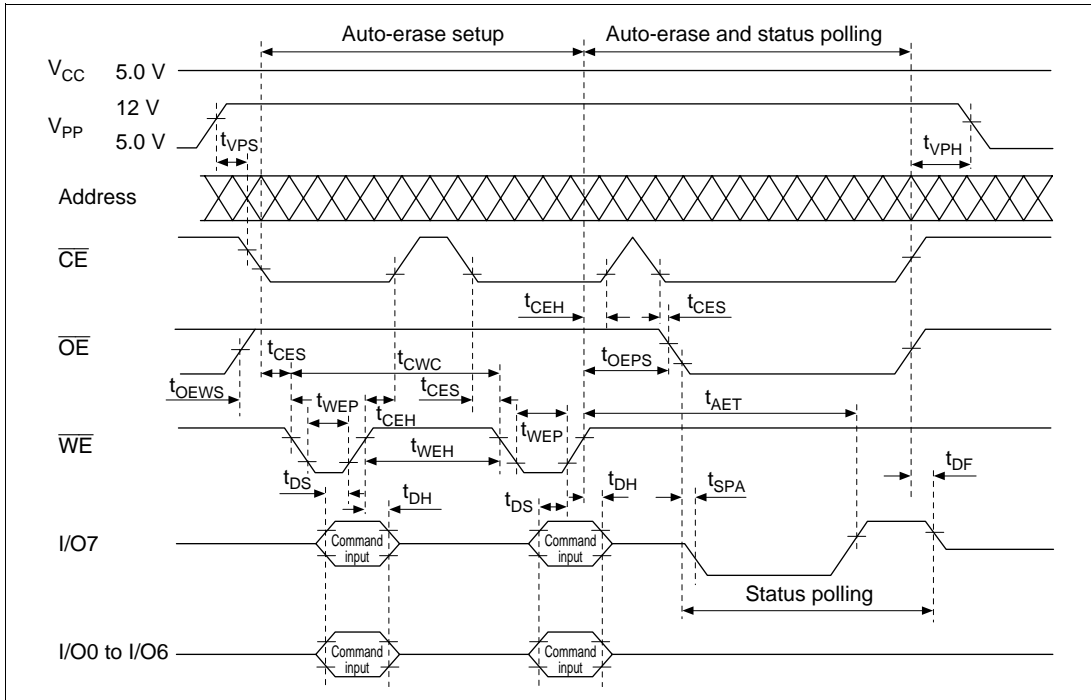 Auto-erase setup Auto-erase and status polling
VCC 5.0 V
12 V
VPP
5.0 V
tVPS
tVPH
Address
CE
tCEH
tCES
OE
tCES
tCWC
tOEPS
tOEWS
tCES
tWEP
tCEH
tAET
WE
tWEP
tWEH
tDF
tDS
tDH
tDS
tDH
tSPA
I/O7
Command input
Command input
Status polling
I/O0 to I/O6
Command input
Command input